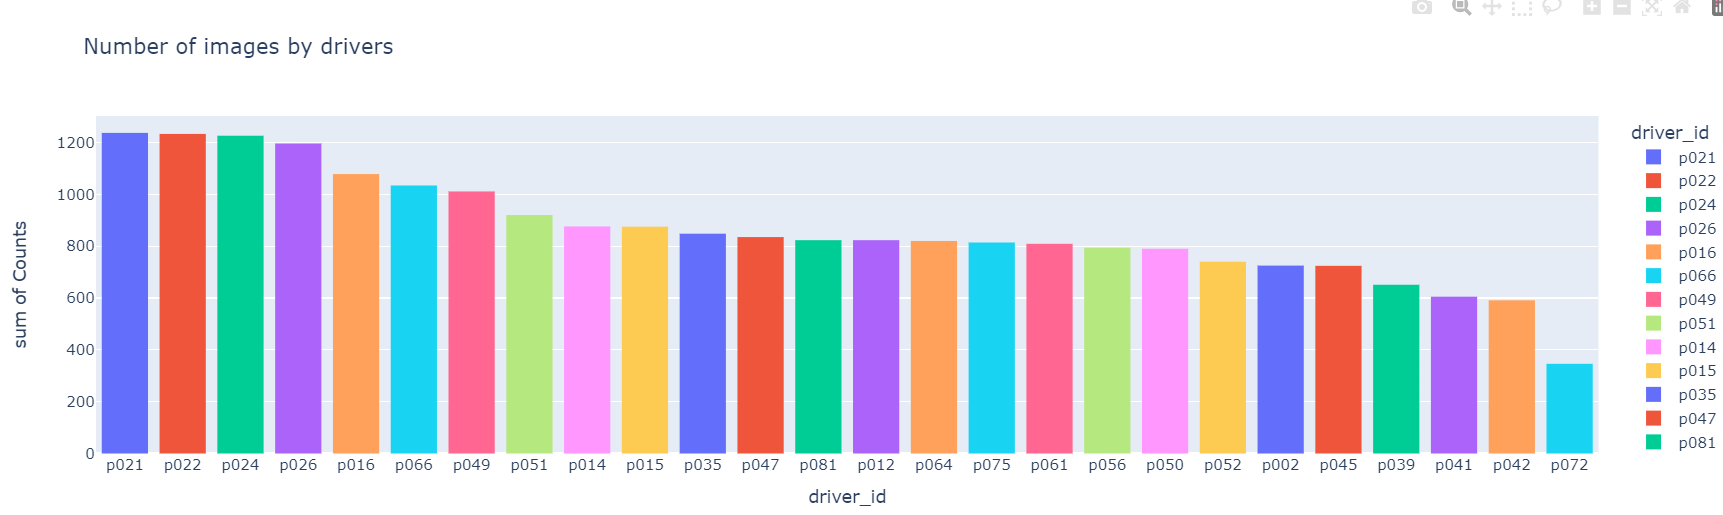 Number of images by drivers
sum of Counts
1200
1000
800
600
400
200
0
p021 p022 p024 p026 p016 p066 p049 p051 p014 p015 p035 p047 p081 p012 p064 p075 p061 p056 p050 p052 p002 p045 p039 p041 p042 p072
driver_id
driver_id
p021
p022
p024
p026
p016
p066
p049
p051
p014
p015
p035
p047
p081